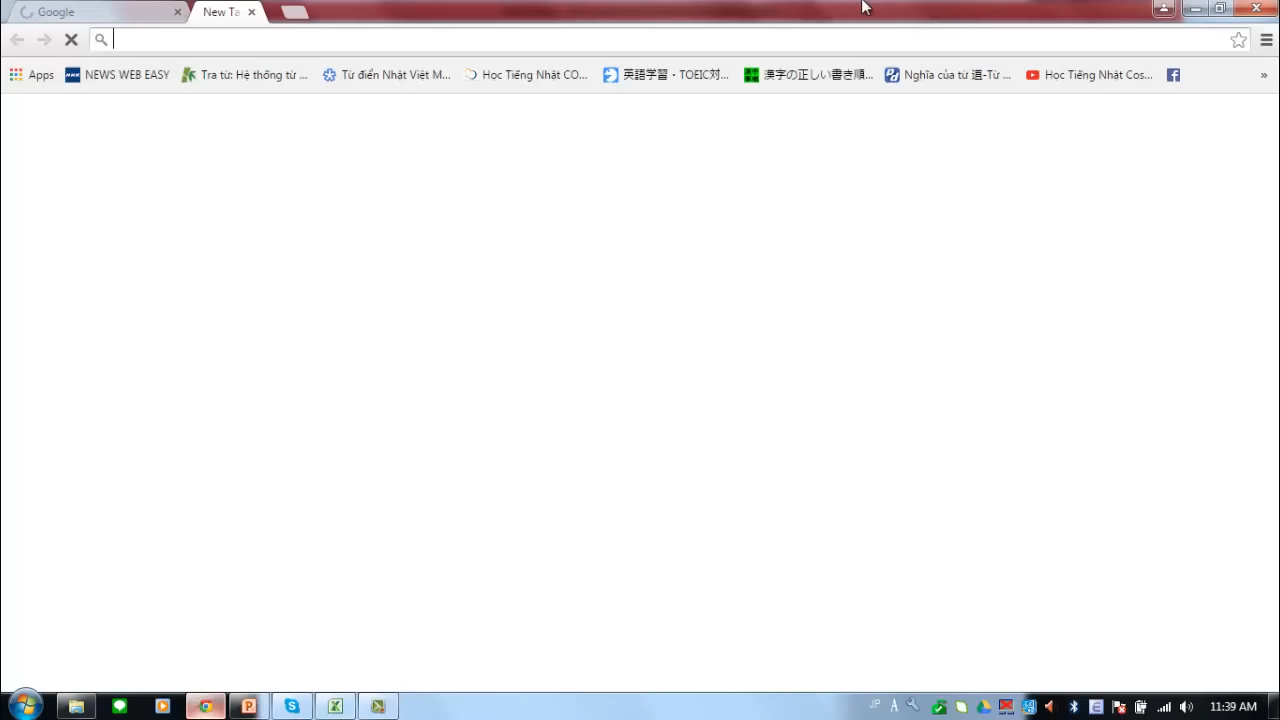 Google
New Ta
Apps NEWS WEB EASY Tra từ: Hệ thống từ ... Từ điển Nhật Việt M... Học Tiếng Nhật CO... 英語学習・TOEIC対... 漢字の正しい書き順... Nghĩa của từ 道-Từ ... Học Tiếng Nhật Cos... »
JP A 11:39 AM